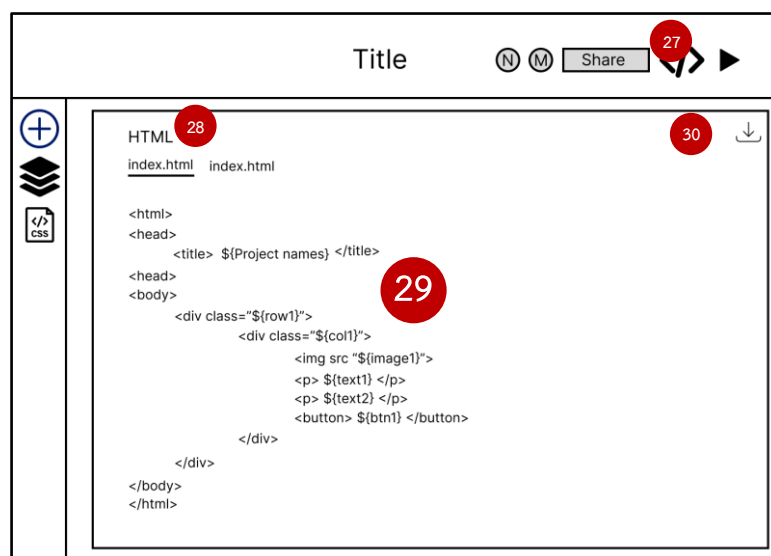 Title N M Share 27 </>
</> CSS
HTML 28 30
index.html index.html
<html>
<head>
<title> ${Project names} </title>
<head>
<body>
29
<div class="${row1}">
<div class="${col1}">
<img src "${image1}">
<p> ${text1} </p>
<p> ${text2} </p>
<button> ${btn1} </button>
</div>
</div>
</body>
</html>